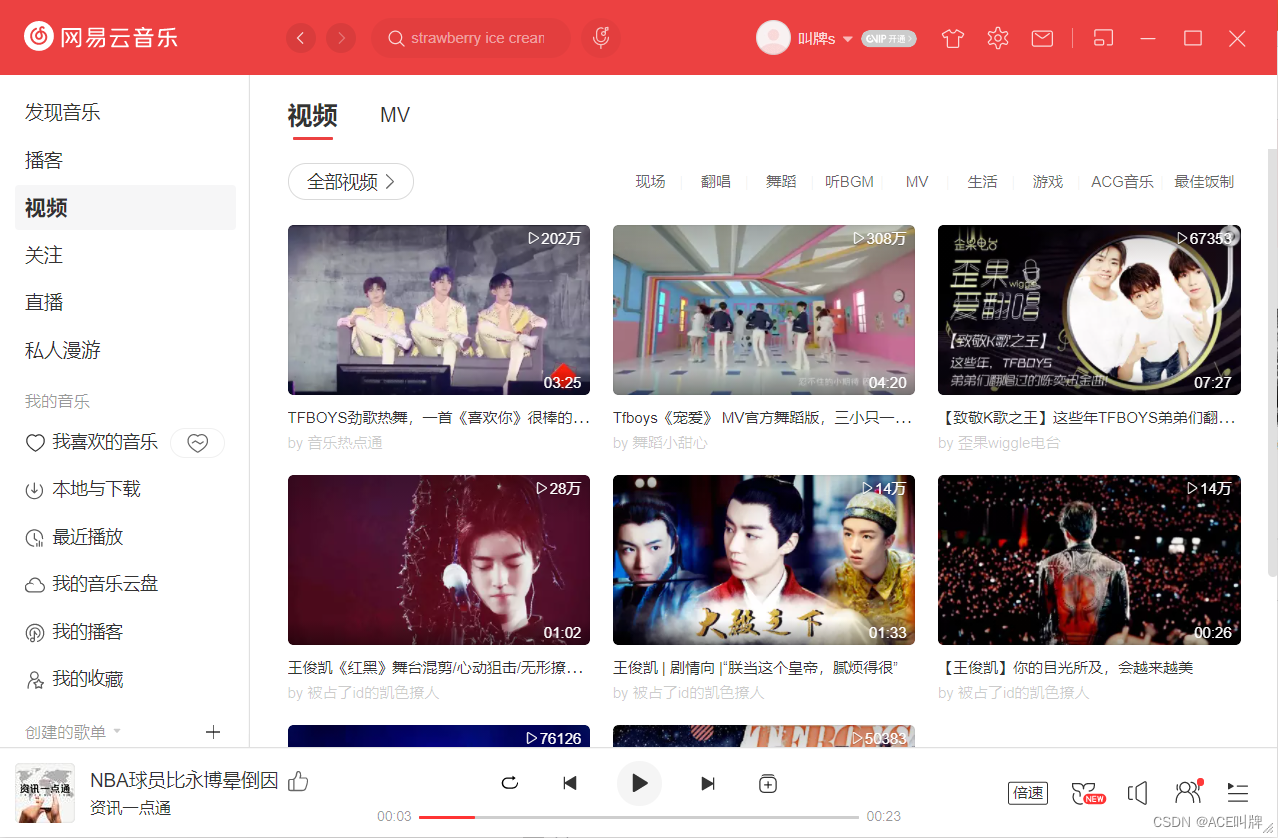 网易云音乐
strawberry ice crean
叫牌s
VIP 开通
发现音乐
播客
视频
关注
直播
私人漫游
我的音乐
我喜欢的音乐
本地与下载
最近播放
我的音乐云盘
我的播客
我的收藏
创建的歌单
视频 MV
全部视频
现场 翻唱 舞蹈 听BGM MV 生活 游戏 ACG音乐 最佳饭制
202万
03:25
TFBOYS劲歌热舞，一首《喜欢你》很棒的…
by 音乐热点通
308万
04:20
Tfboys《宠爱》 MV官方舞蹈版，三小只一…
by 舞蹈小甜心
67353
歪果电台
歪果
wiggle
爱翻唱
【致敬K歌之王】
这些年，TFBOYS
弟弟们翻唱过的陈奕迅金曲
07:27
【致敬K歌之王】这些年TFBOYS弟弟们翻…
by 歪果wiggle电台
28万
01:02
王俊凯《红黑》舞台混剪/心动狙击/无形撩…
by 被占了id的凯色撩人
14万
大殿之下
01:33
王俊凯 | 剧情向 |“朕当这个皇帝，腻烦得很”
by 被占了id的凯色撩人
14万
00:26
【王俊凯】你的目光所及，会越来越美
by 被占了id的凯色撩人
76126
50383
资讯一点通
NBA球员比永博晕倒因
资讯一点通
00:03
00:23
倍速
NEW
CSDN @ACE叫牌